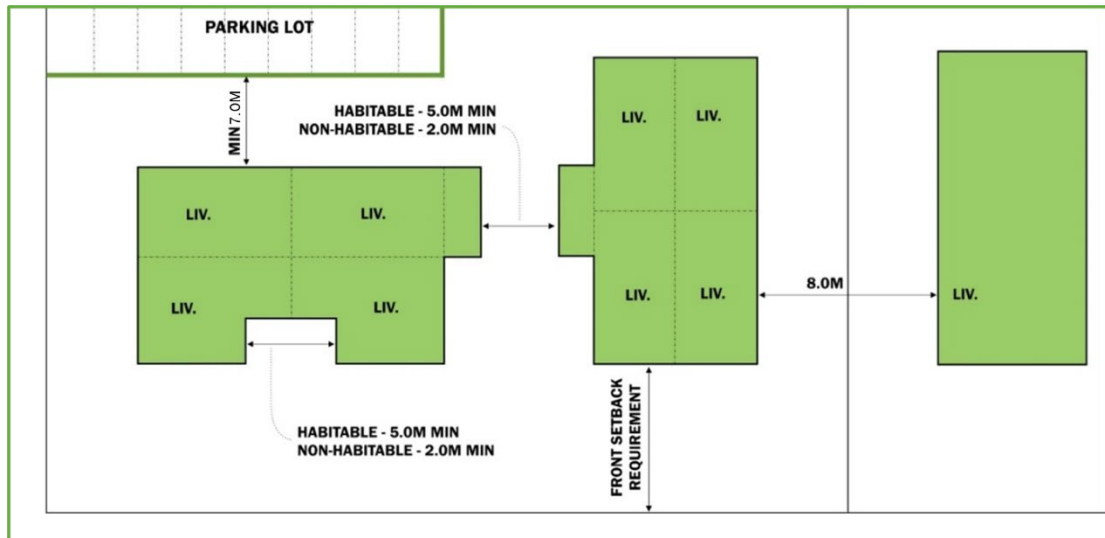 PARKING LOT
MIN 7.0M
HABITABLE - 5.0M MIN
NON-HABITABLE - 2.0M MIN
LIV.
LIV.
LIV.
LIV.
LIV.
LIV.
LIV.
LIV.
8.0M
LIV.
HABITABLE - 5.0M MIN
NON-HABITABLE - 2.0M MIN
FRONT SETBACK
REQUIREMENT